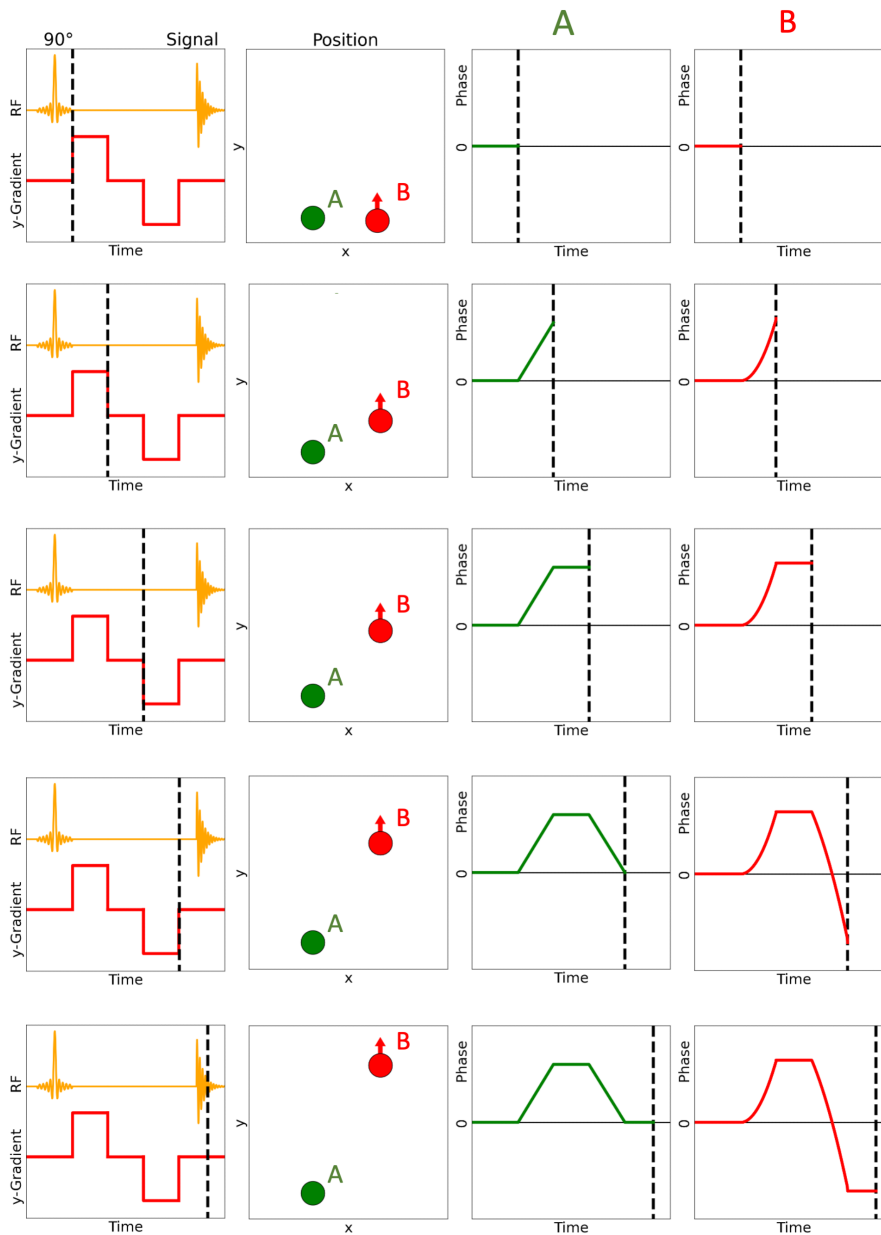 A B
90° Signal Position
RF
y-Gradient
Time
y
A B
x
Phase
0
Time
Phase
0
Time
RF
y-Gradient
Time
y
B
A
x
Phase
0
Time
Phase
0
Time
RF
y-Gradient
Time
y
B
A
x
Phase
0
Time
Phase
0
Time
RF
y-Gradient
Time
y
B
A
x
Phase
0
Time
Phase
0
Time
RF
y-Gradient
Time
y
B
A
x
Phase
0
Time
Phase
0
Time